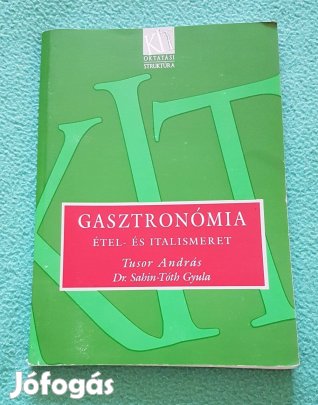 KIT
OKTATÁSI
STRUKTÚRA
KIT
GASZTRONÓMIA
ÉTEL- ÉS ITALISMERET
Tusor András
Dr. Sahin-Tóth Gyula
Jófogás